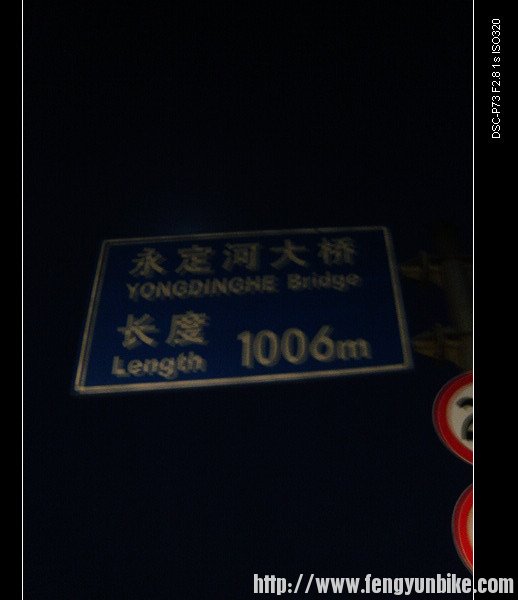 DSC-P73 F2.8 1s ISO320
永定河大桥
YONGDINGHE Bridge
长度 1006m
Length
http://www.fengyunbike.com